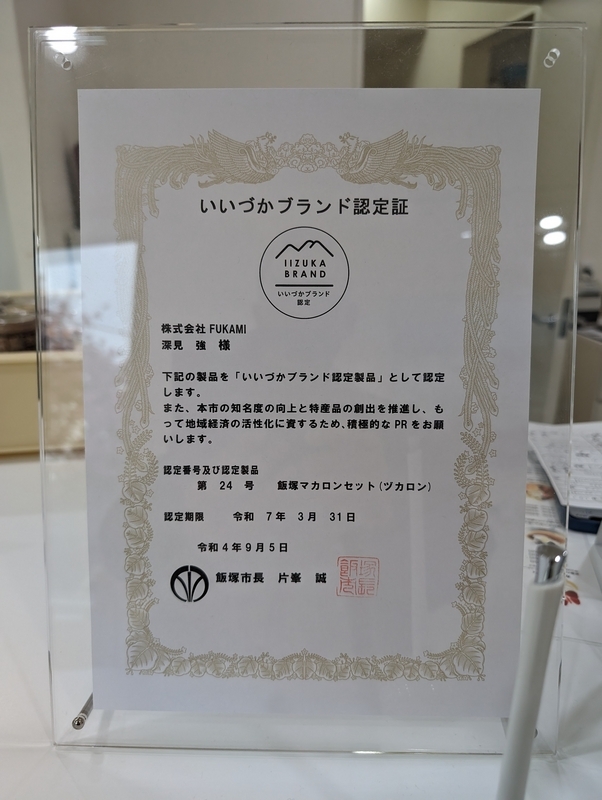 いいづかブランド認定証
IIZUKA
BRAND
いいづかブランド
認定
株式会社 FUKAMI
深見 強 様
下記の製品を「いいづかブランド認定製品」として認定
します。
また、本市の知名度の向上と特産品の創出を推進し、も
って地域経済の活性化に資するため、積極的な PR をお願
いします。
認定番号及び認定製品
第 24 号 飯塚マカロンセット(ヅカロン)
認定期限 令和 7年 3月 31日
令和4年9月5日
飯塚市長 片峯 誠